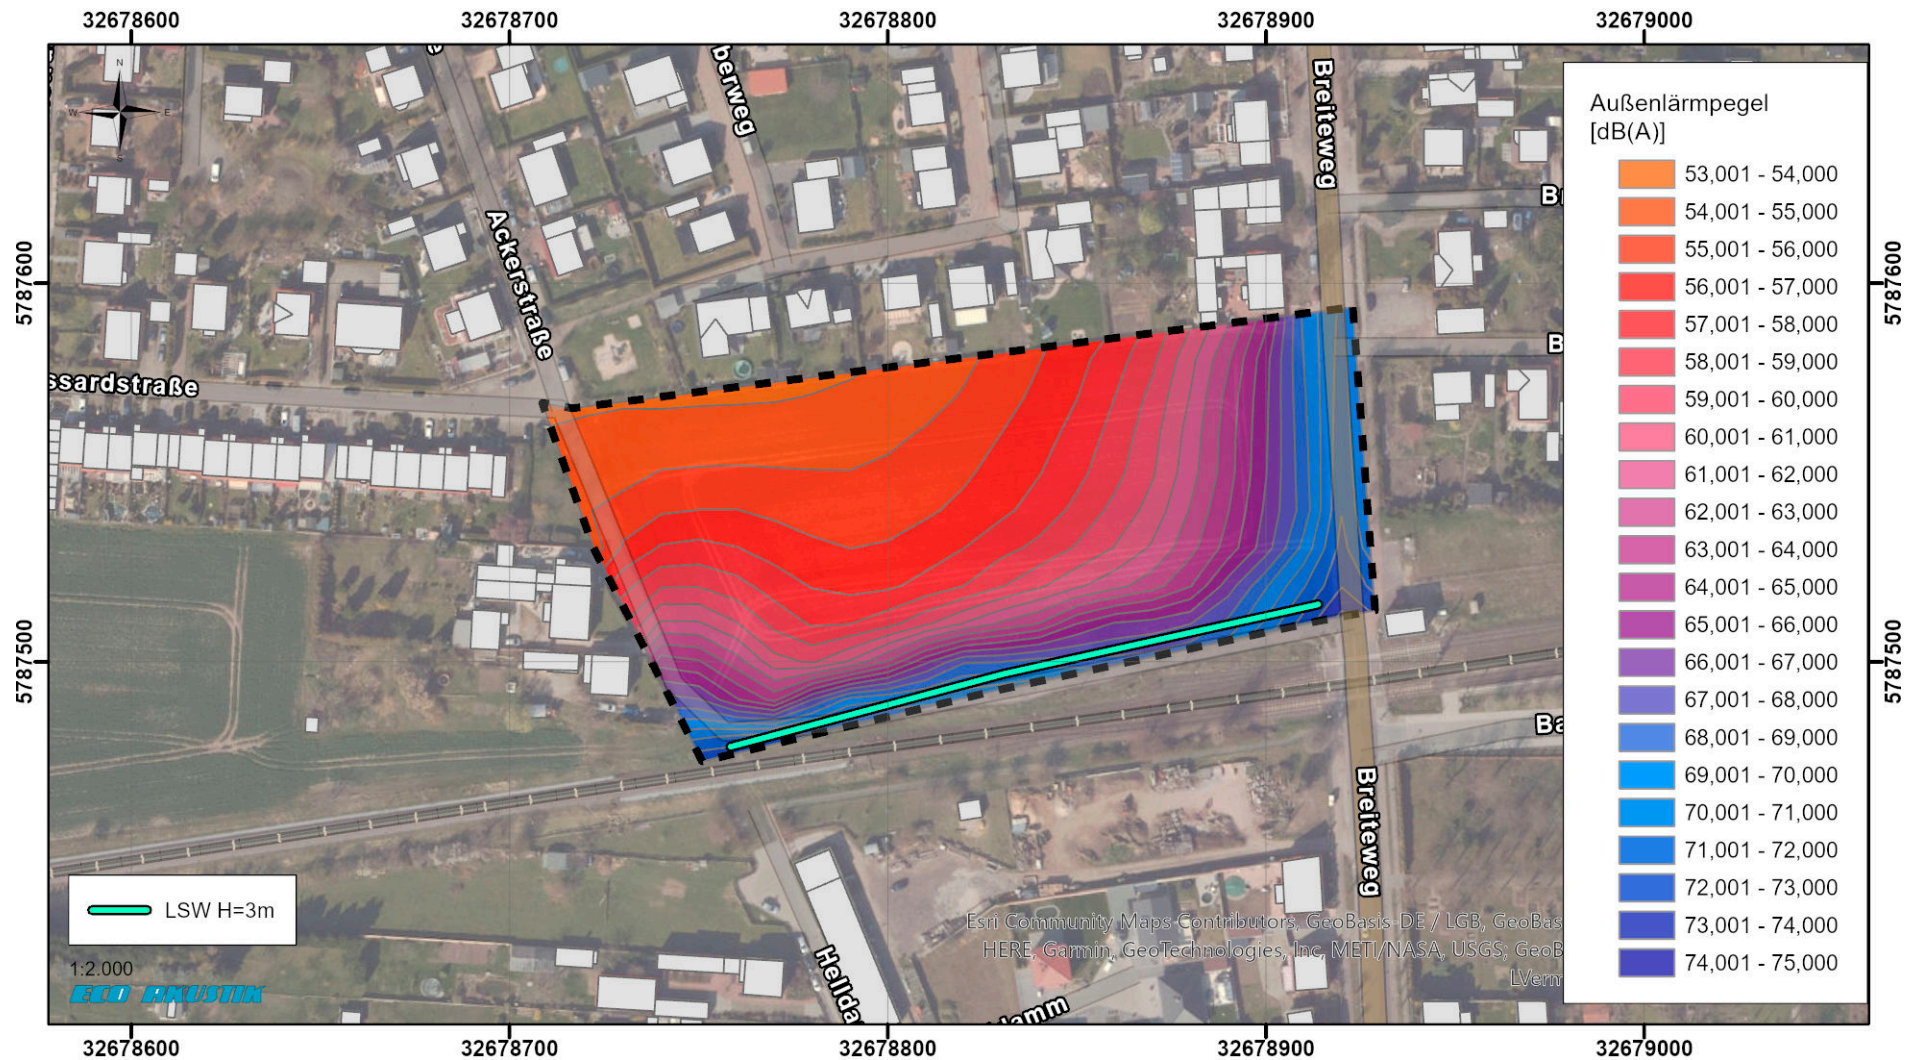 32678600
32678700
32678800
32678900
32679000
N
W
E
S
berweg
Breiteweg
Außenlärmpegel
[dB(A)]
53,001 - 54,000
54,001 - 55,000
55,001 - 56,000
56,001 - 57,000
57,001 - 58,000
58,001 - 59,000
59,001 - 60,000
60,001 - 61,000
61,001 - 62,000
62,001 - 63,000
63,001 - 64,000
64,001 - 65,000
65,001 - 66,000
66,001 - 67,000
67,001 - 68,000
68,001 - 69,000
69,001 - 70,000
70,001 - 71,000
71,001 - 72,000
72,001 - 73,000
73,001 - 74,000
74,001 - 75,000
5787600
5787600
Ackerstraße
ssardstraße
B
5787500
5787500
Ba
Breiteweg
LSW H=3m
Esri Community Maps Contributors, GeoBasis-DE / LGB, GeoBas
HERE, Garmin, GeoTechnologies, Inc, METI/NASA, USGS; GeoB
LVerm
1:2.000
ECO AKUSTIK
Hellda
damm
32678600
32678700
32678800
32678900
32679000